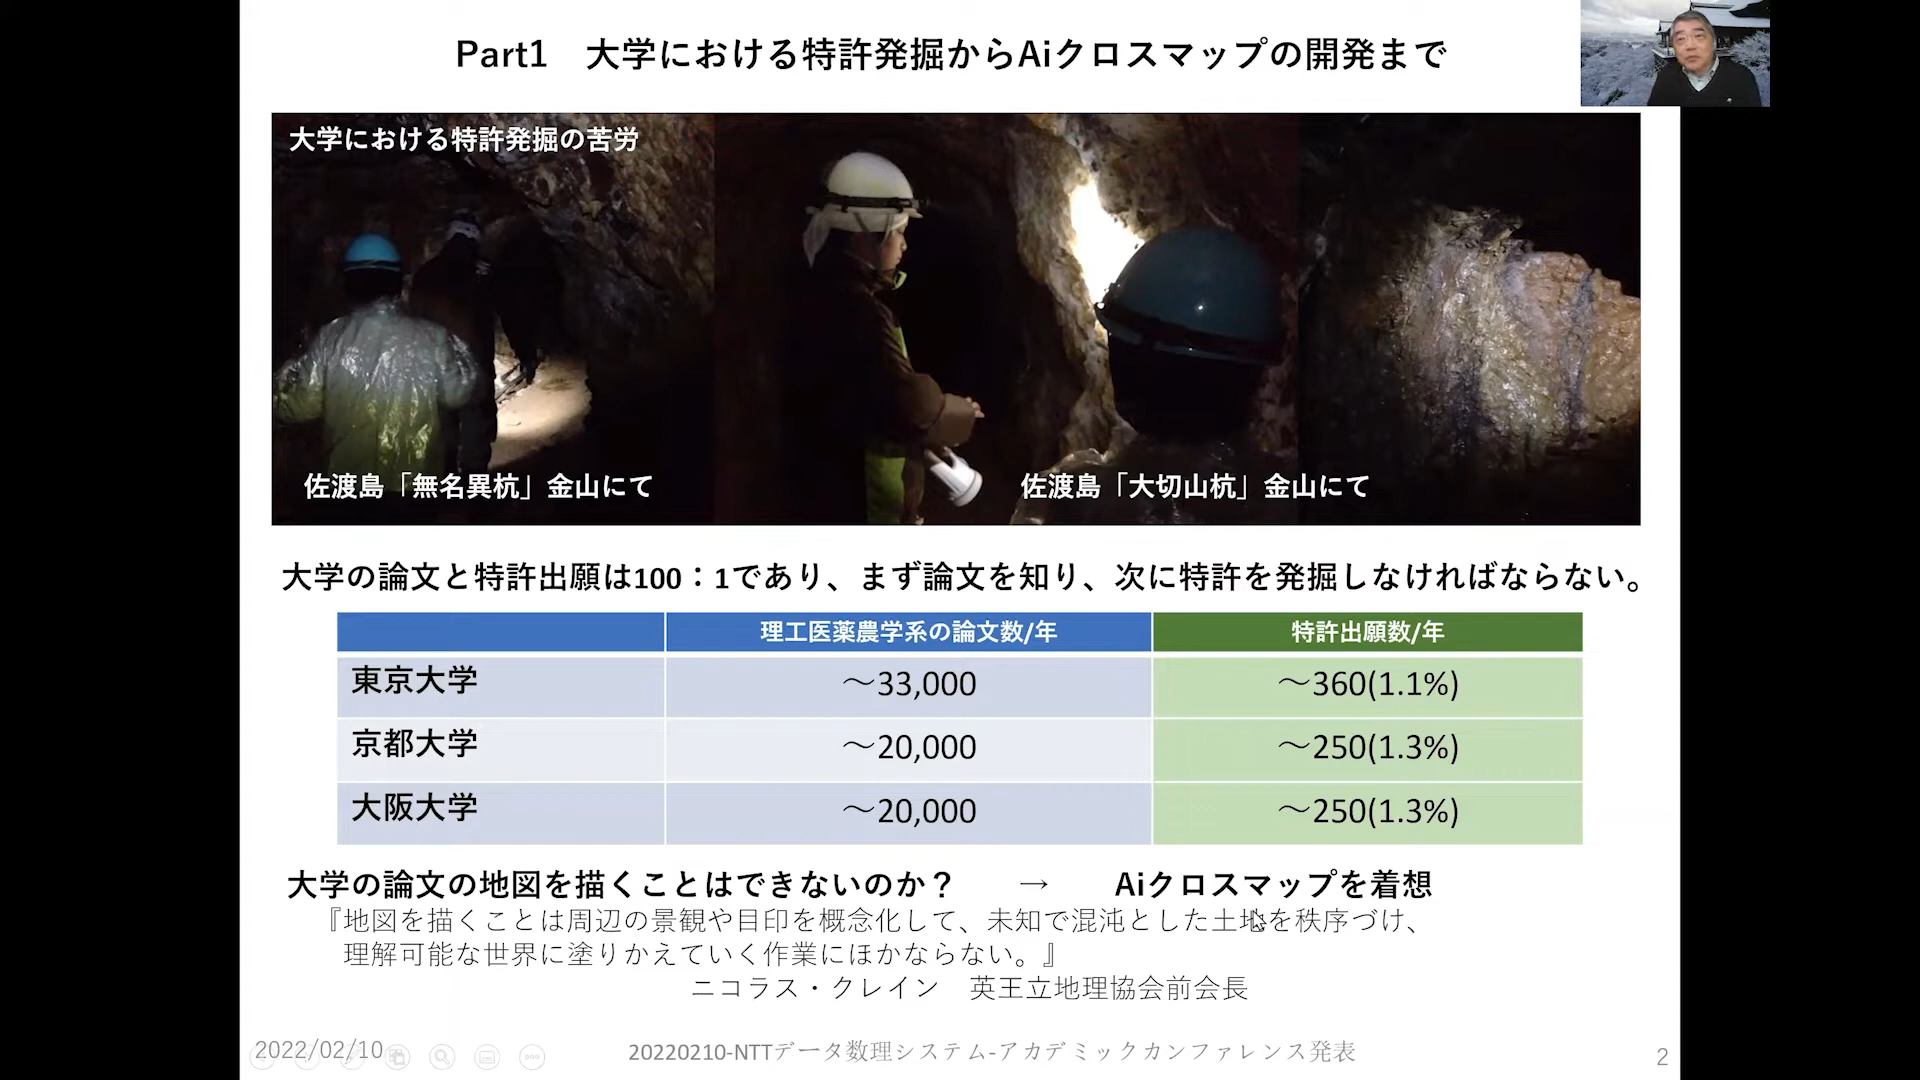 Part1 大学における特許発掘からAiクロスマップの開発まで
大学における特許発掘の苦労
佐渡島「無名異杭」金山にて
佐渡島「大切山杭」金山にて
大学の論文と特許出願は100：1であり、まず論文を知り、次に特許を発掘しなければならない。
理工医薬農学系の論文数/年 特許出願数/年
東京大学 ～33,000 ～360(1.1%)
京都大学 ～20,000 ～250(1.3%)
大阪大学 ～20,000 ～250(1.3%)
大学の論文の地図を描くことはできないのか？ → Aiクロスマップを着想
『地図を描くことは周辺の景観や目印を概念化して、未知で混沌とした土地を秩序づけ、
理解可能な世界に塗りかえていく作業にほかならない。』
ニコラス・クレイン 英王立地理協会前会長
2022/02/10
20220210-NTTデータ数理システム-アカデミックカンファレンス発表
2